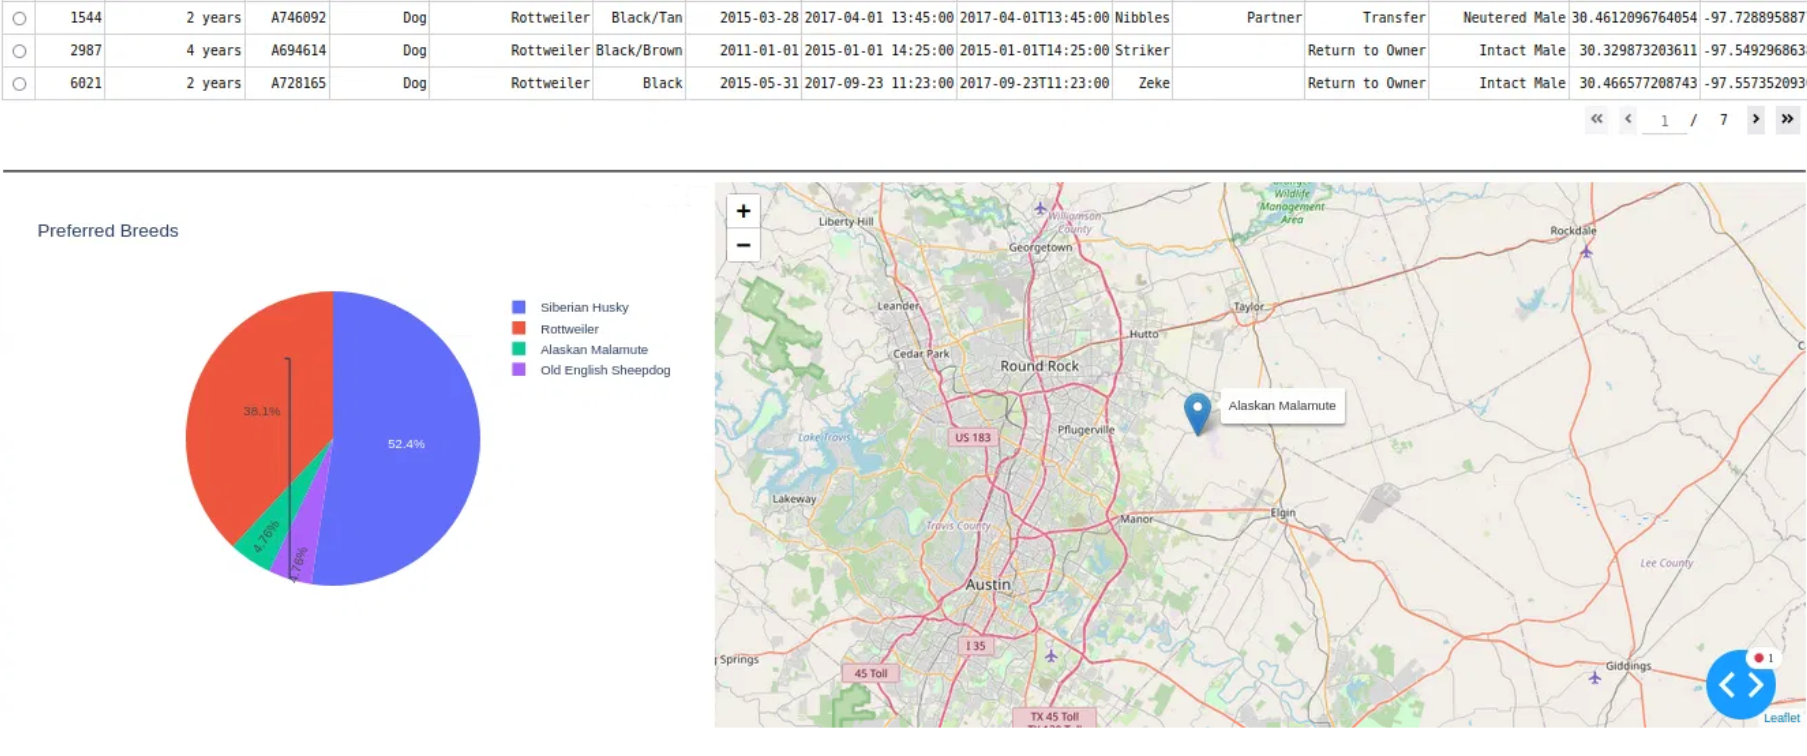 1544 2 years A746092 Dog Rottweiler Black/Tan 2015-03-28 2017-04-01 13:45:00 2017-04-01T13:45:00 Nibbles Partner Transfer Neutered Male 30.4612096764054 -97.728895887
2987 4 years A694614 Dog Rottweiler Black/Brown 2011-01-01 2015-01-01 14:25:00 2015-01-01T14:25:00 Striker Return to Owner Intact Male 30.329873203611 -97.549296863
6021 2 years A728165 Dog Rottweiler Black 2015-05-31 2017-09-23 11:23:00 2017-09-23T11:23:00 Zeke Return to Owner Intact Male 30.466577208743 -97.557352093
« ‹ 1 / 7 › »
Preferred Breeds
Siberian Husky
Rottweiler
Alaskan Malamute
Old English Sheepdog
38.1%
52.4%
4.76%
4.76%
+
−
Liberty Hill
Williamson
County
Georgetown
Wildlife
Management
Area
Rockdale
Leander
Taylor
Hutto
Cedar Park
Round Rock
Alaskan Malamute
Pflugerville
Lake Travis
US 183
Lakeway
Travis County
Manor
Elgin
Austin
Lee County
I 35
Springs
45 Toll
Giddings
1
TX 45 Toll
Leaflet